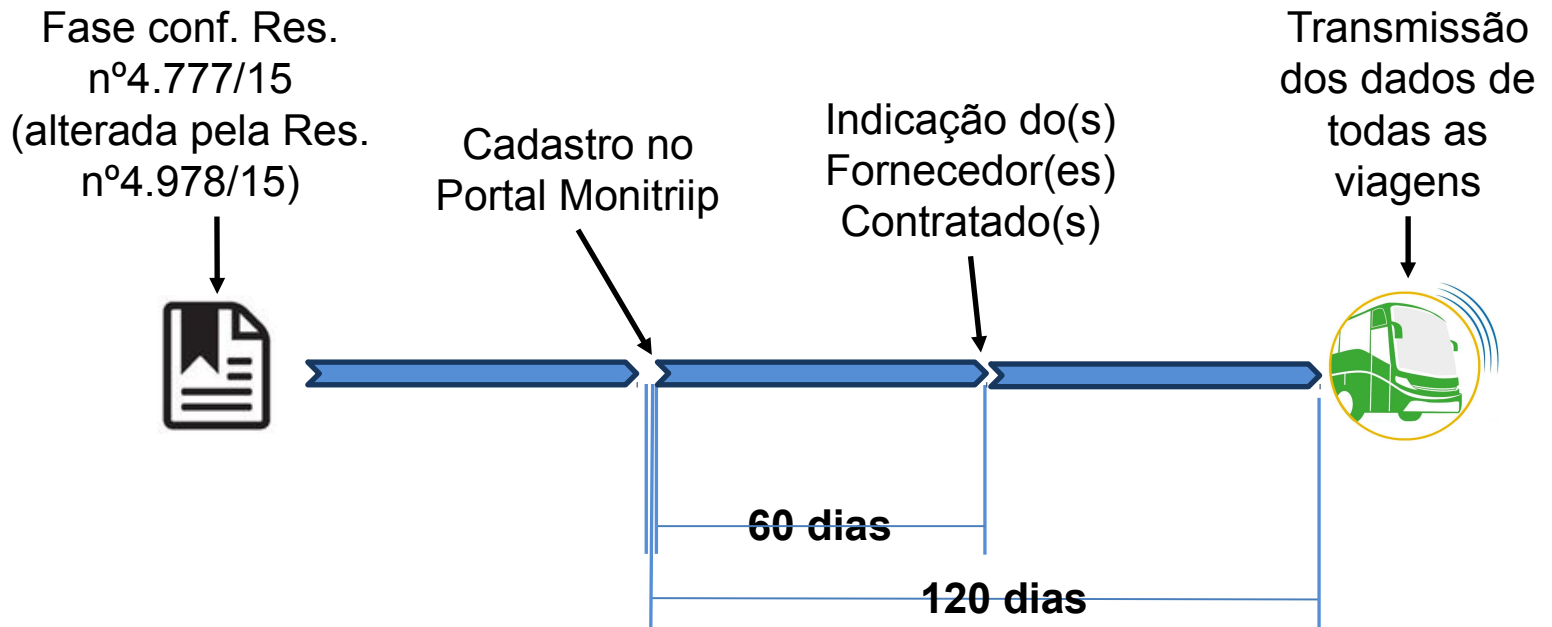 Fase conf. Res.
nº4.777/15
(alterada pela Res.
nº4.978/15)
Cadastro no
Portal Monitriip
Indicação do(s)
Fornecedor(es)
Contratado(s)
Transmissão
dos dados de
todas as
viagens
60 dias
120 dias